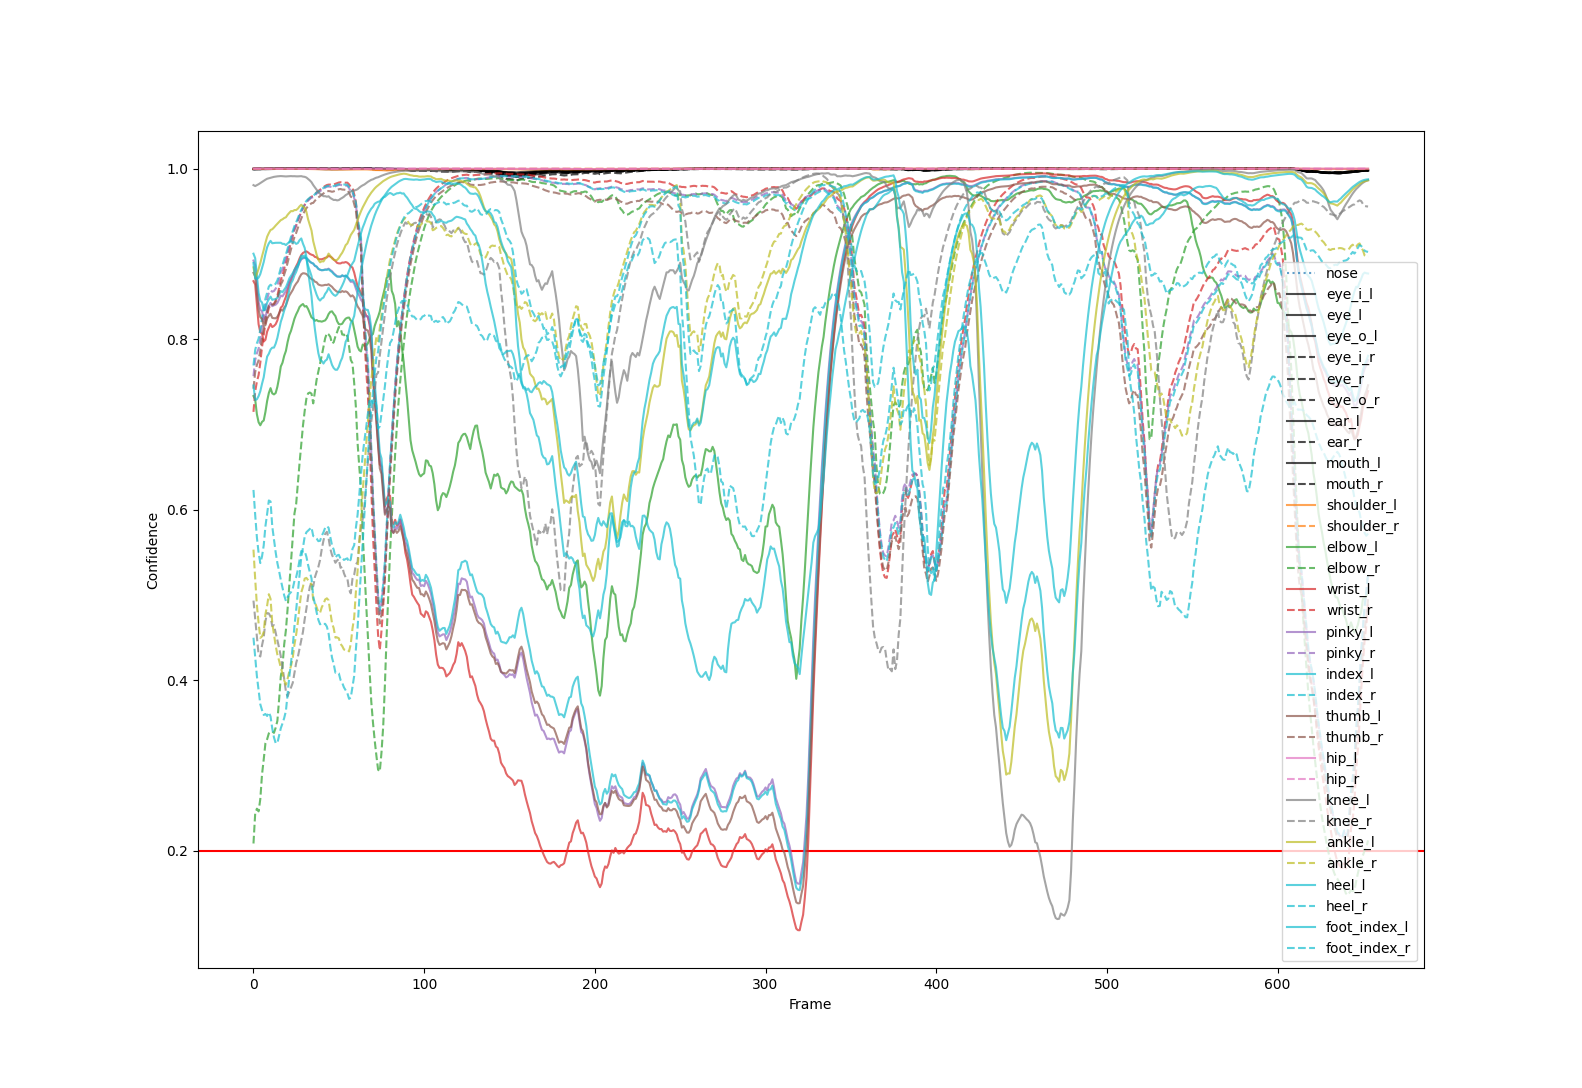 1.0
0.8
0.6
0.4
0.2
Confidence
0 100 200 300 400 500 600
Frame
nose
eye_i_l
eye_l
eye_o_l
eye_i_r
eye_r
eye_o_r
ear_l
ear_r
mouth_l
mouth_r
shoulder_l
shoulder_r
elbow_l
elbow_r
wrist_l
wrist_r
pinky_l
pinky_r
index_l
index_r
thumb_l
thumb_r
hip_l
hip_r
knee_l
knee_r
ankle_l
ankle_r
heel_l
heel_r
foot_index_l
foot_index_r